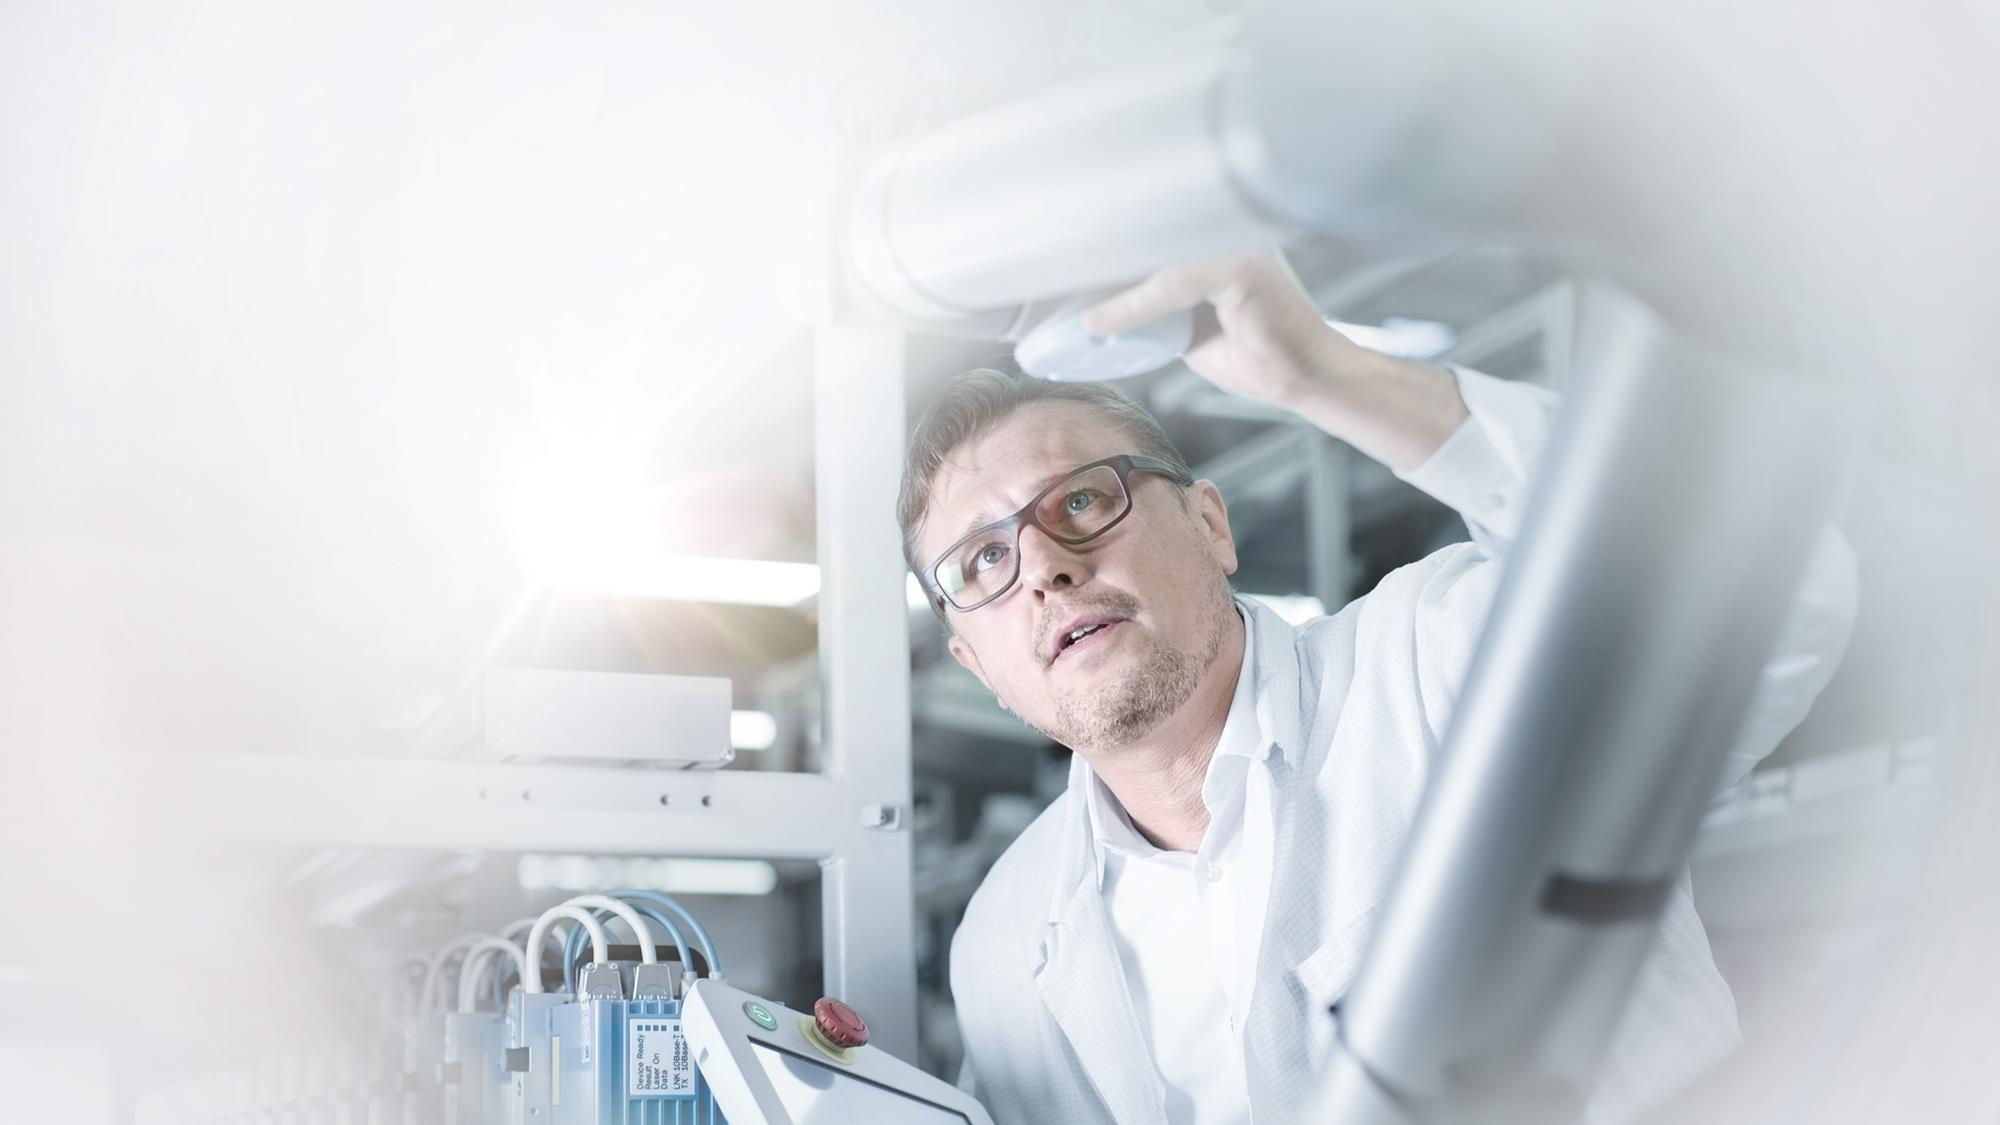 Device Ready
Result
Laser On
Data
LNK 10Base-T
TX 10Base-T